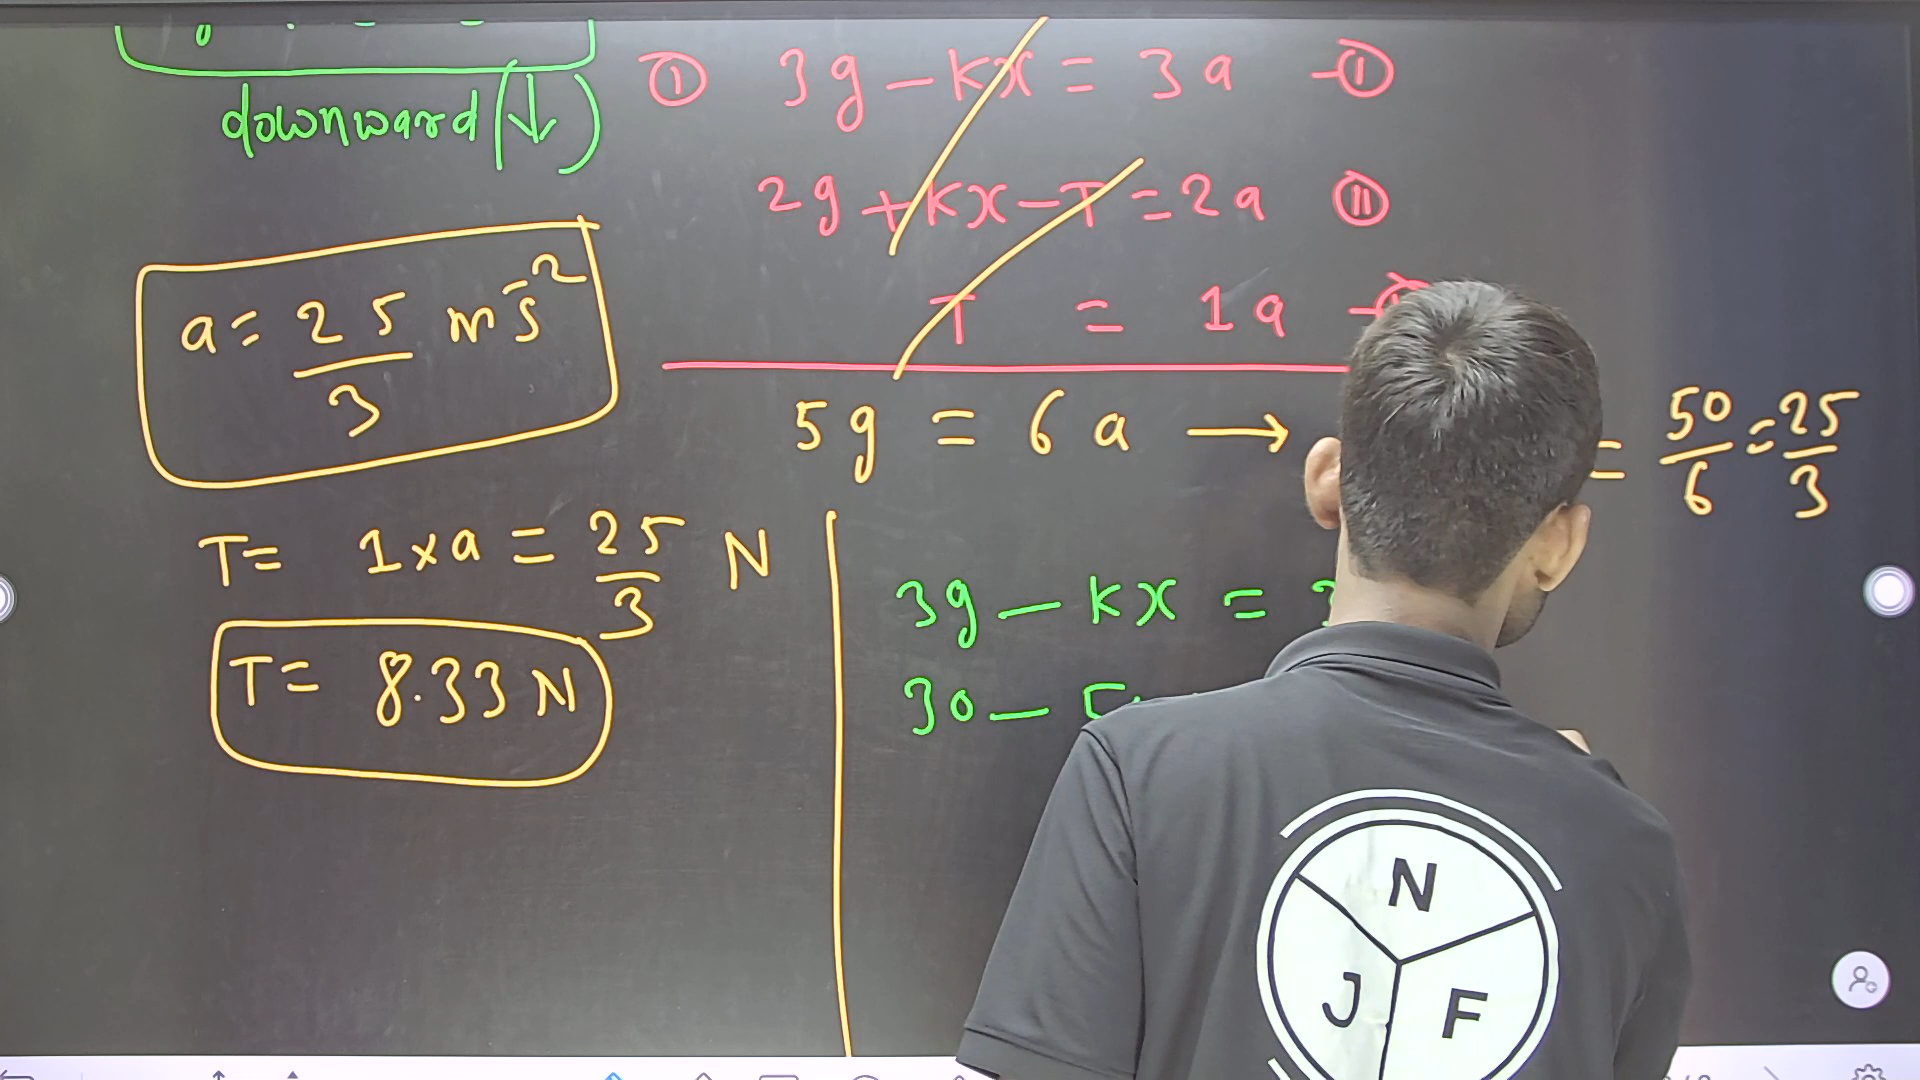 downward (↓)
① 3g – kx = 3a –①
2g + kx – T = 2a ⑪
T = 1a
5g = 6a → = 50/6 = 25/3
a = 25/3 ms⁻²
T = 1 x a = 25/3 N
T = 8.33 N
3g – kx =
30 –
N
J F